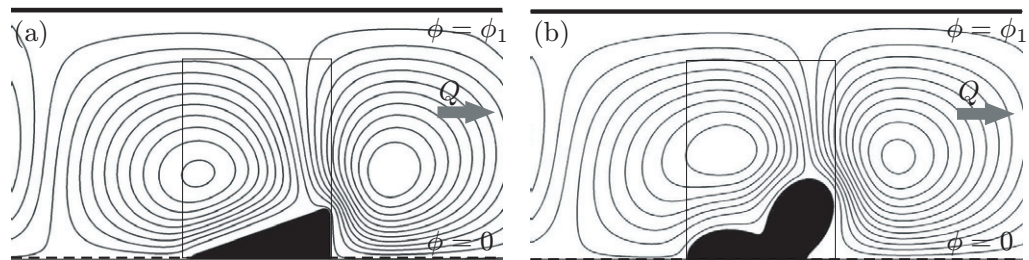 (a)
ϕ = ϕ₁
Q
ϕ = 0
(b)
ϕ = ϕ₁
Q
ϕ = 0